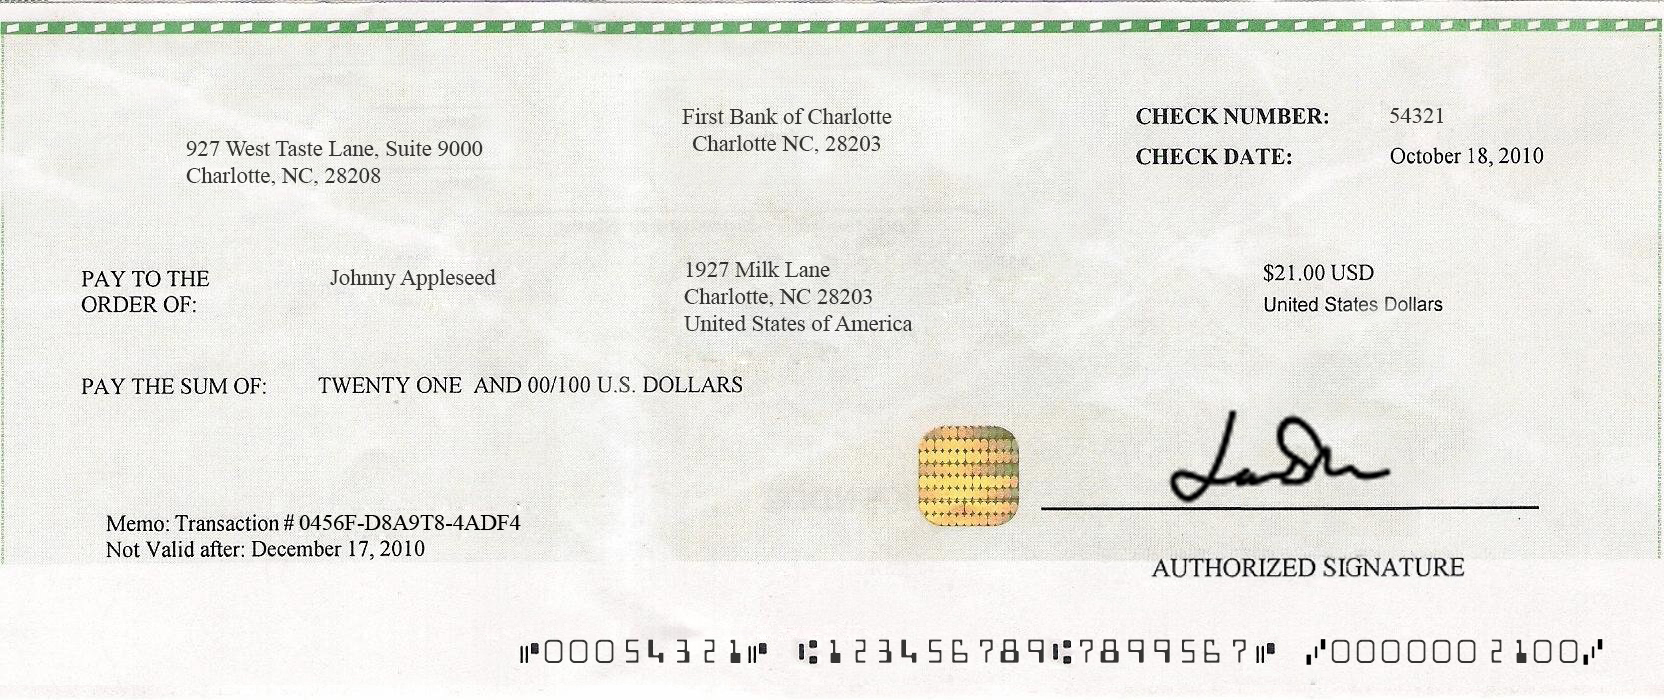 First Bank of Charlotte
Charlotte NC, 28203
927 West Taste Lane, Suite 9000
Charlotte, NC, 28208
CHECK NUMBER: 54321
CHECK DATE: October 18, 2010
PAY TO THE
ORDER OF:
Johnny Appleseed
1927 Milk Lane
Charlotte, NC 28203
United States of America
$21.00 USD
United States Dollars
PAY THE SUM OF: TWENTY ONE AND 00/100 U.S. DOLLARS
Memo: Transaction # 0456F-D8A9T8-4ADF4
Not Valid after: December 17, 2010
AUTHORIZED SIGNATURE
⑈00054321⑈ ⑆123456789⑆7899567⑈ ⑇0000002100⑇